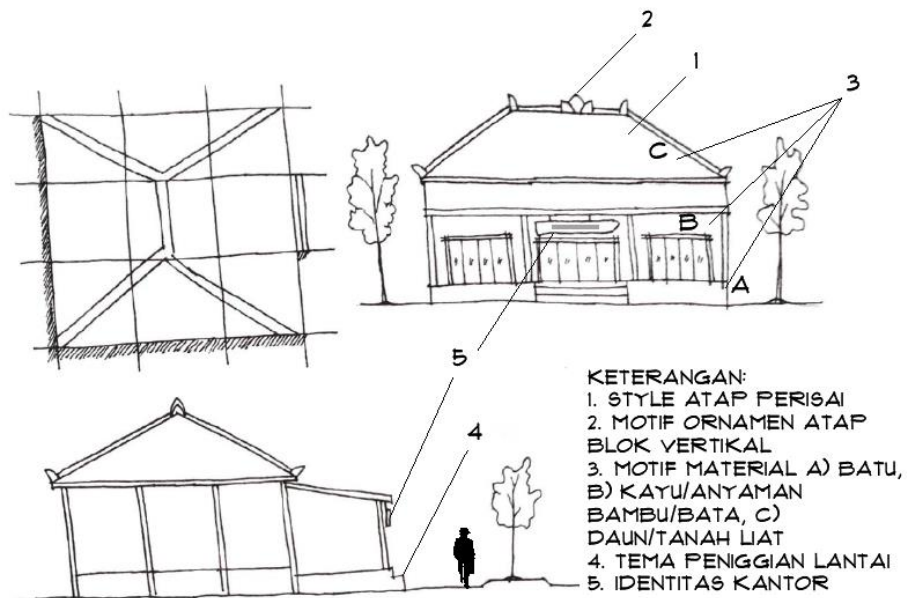 2
1
3
C
B
A
5
4
KETERANGAN:
1. STYLE ATAP PERISAI
2. MOTIF ORNAMEN ATAP
BLOK VERTIKAL
3. MOTIF MATERIAL A) BATU,
B) KAYU/ANYAMAN
BAMBU/BATA, C)
DAUN/TANAH LIAT
4. TEMA PENIGGIAN LANTAI
5. IDENTITAS KANTOR